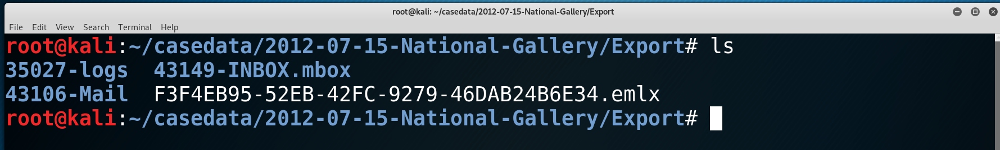 root@kali: ~/casedata/2012-07-15-National-Gallery/Export
File Edit View Search Terminal Help
root@kali:~/casedata/2012-07-15-National-Gallery/Export# ls
35027-logs 43149-INBOX.mbox
43106-Mail F3F4EB95-52EB-42FC-9279-46DAB24B6E34.emlx
root@kali:~/casedata/2012-07-15-National-Gallery/Export#